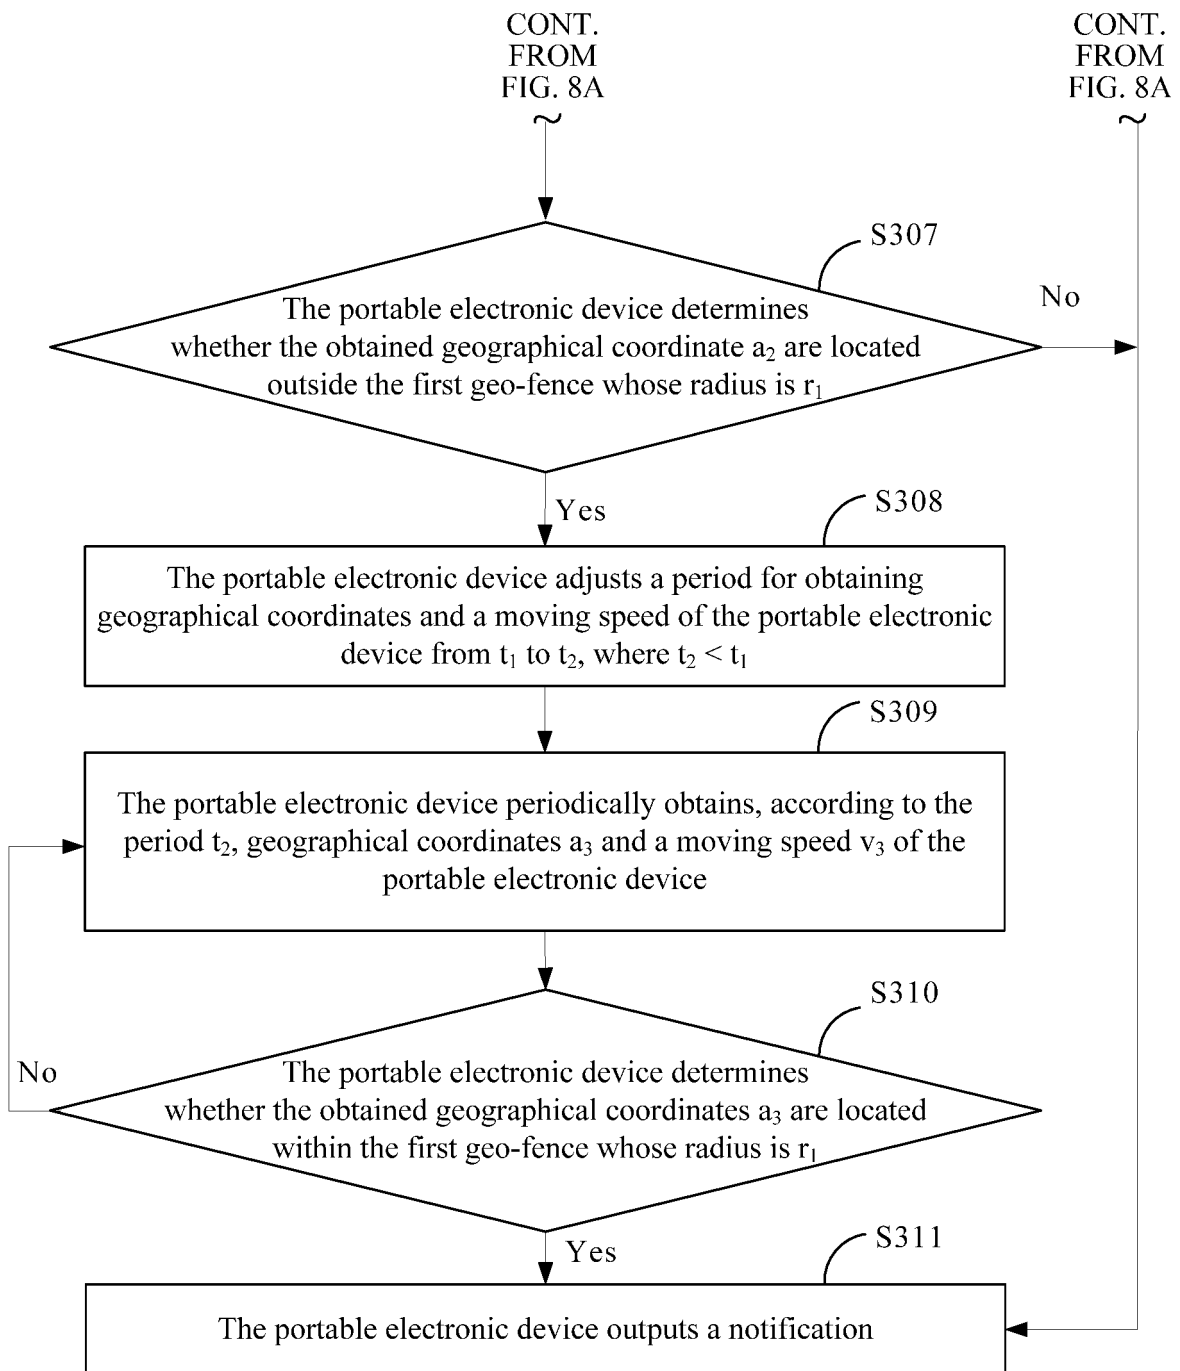 CONT.
FROM
FIG. 8A
CONT.
FROM
FIG. 8A
S307
The portable electronic device determines
whether the obtained geographical coordinate a₂ are located
outside the first geo-fence whose radius is r₁
No
Yes
S308
The portable electronic device adjusts a period for obtaining
geographical coordinates and a moving speed of the portable electronic
device from t₁ to t₂, where t₂ < t₁
S309
The portable electronic device periodically obtains, according to the
period t₂, geographical coordinates a₃ and a moving speed v₃ of the
portable electronic device
S310
The portable electronic device determines
whether the obtained geographical coordinates a₃ are located
within the first geo-fence whose radius is r₁
No
Yes
S311
The portable electronic device outputs a notification